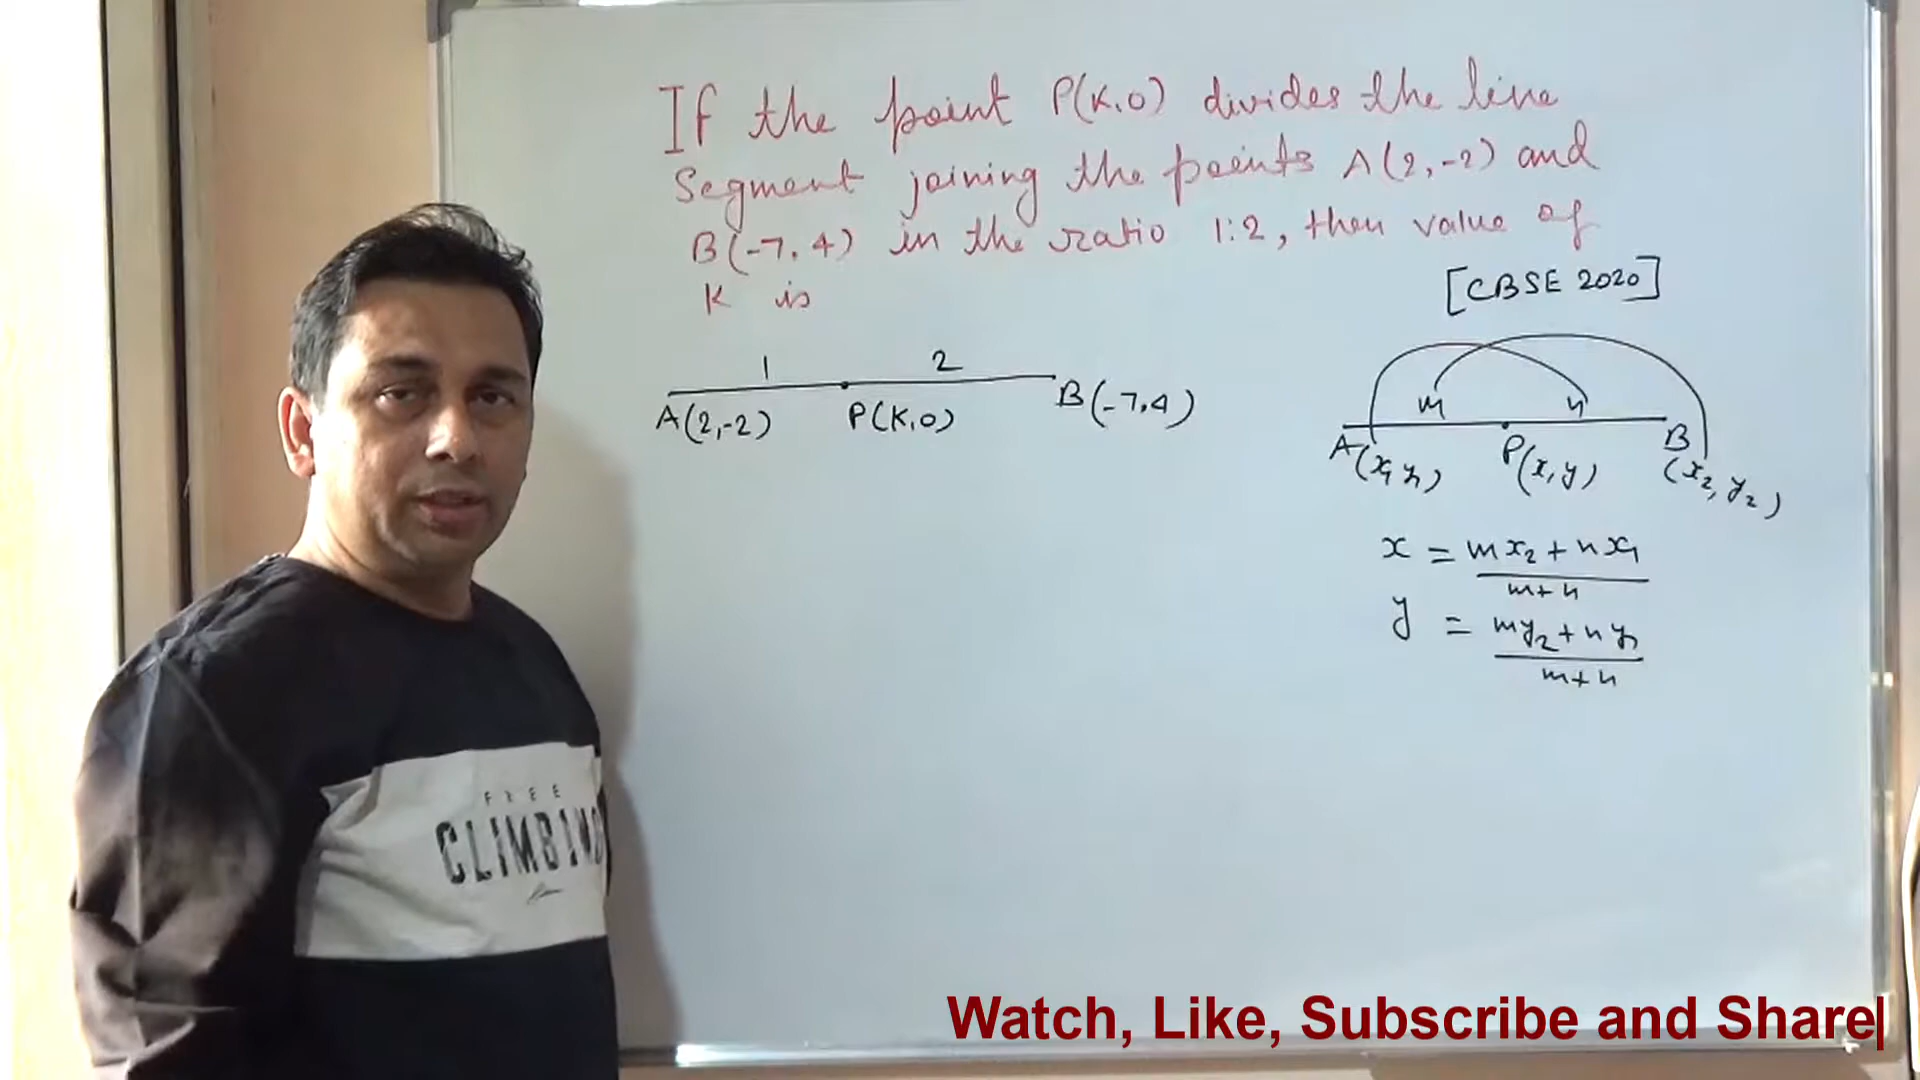 If the point P(K,0) divides the line
Segment joining the points A(2,-2) and
B(-7,4) in the ratio 1:2, then value of
K is
[CBSE 2020]
1 2
A(2,-2) P(K,0) B(-7,4)
m n
A(x₁ y₁) P(x,y) B(x₂, y₂)
x = mx₂+nx₁
m+n
y = my₂+ny₁
m+n
FREE
CLIMBING
Watch, Like, Subscribe and Share